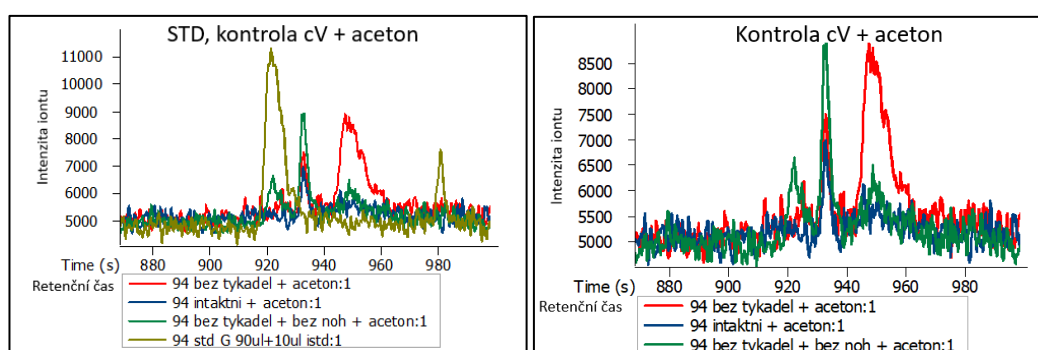 STD, kontrola cV + aceton
11000
10000
9000
8000
7000
6000
5000
Intenzita iontu
Time (s)
880
900
920
940
960
980
Retenční čas
94 bez tykadel + aceton:1
94 intaktni + aceton:1
94 bez tykadel + bez noh + aceton:1
94 std G 90ul+10ul istd:1
Kontrola cV + aceton
8500
8000
7500
7000
6500
6000
5500
5000
Intenzita iontu
Time (s)
880
900
920
940
960
980
Retenční čas
94 bez tykadel + aceton:1
94 intaktni + aceton:1
94 bez tykadel + bez noh + aceton:1